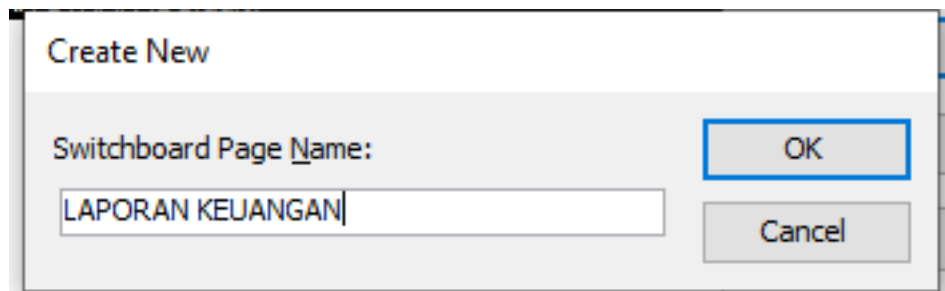 Create New
Switchboard Page Name:
OK
LAPORAN KEUANGAN
Cancel